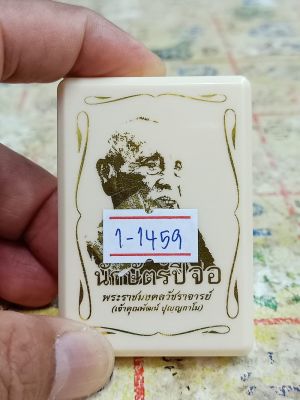 1-1459
นักษัตรปีจอ
พระราชมงคลวัชราจารย์
(เจ้าคุณพัฒน์ ปุญฺญกาโม)